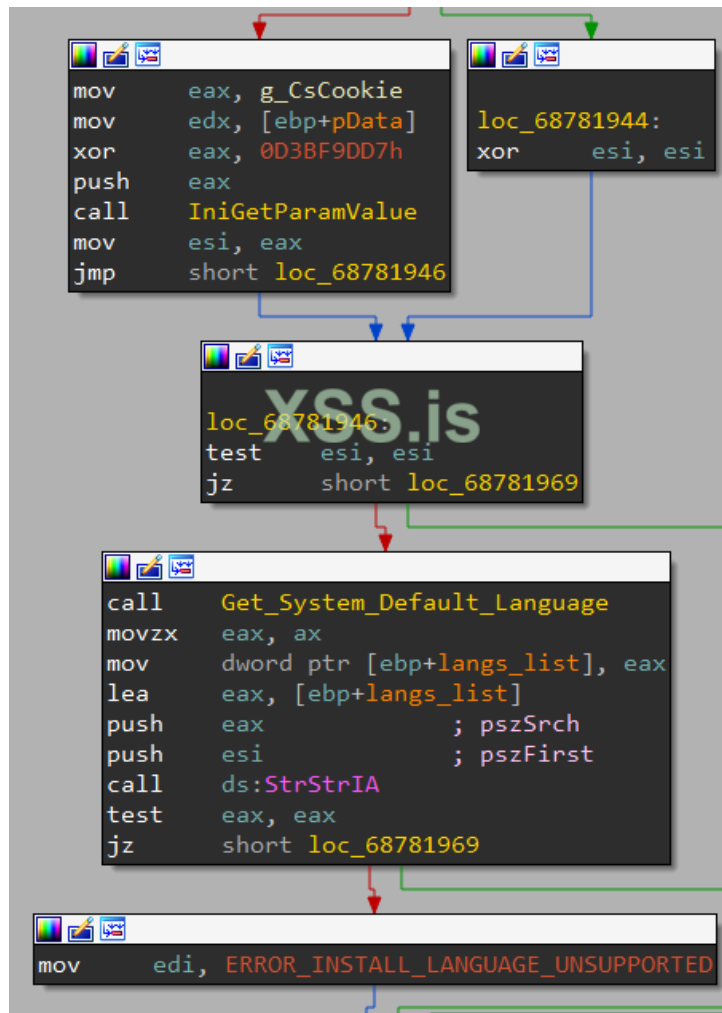 mov eax, g_CsCookie
mov edx, [ebp+pData]
xor eax, 0D3BF9DD7h
push eax
call IniGetParamValue
mov esi, eax
jmp short loc_68781946
loc_68781944:
xor esi, esi
XSS.is
loc_68781946:
test esi, esi
jz short loc_68781969
call Get_System_Default_Language
movzx eax, ax
mov dword ptr [ebp+langs_list], eax
lea eax, [ebp+langs_list]
push eax ; pszSrch
push esi ; pszFirst
call ds:StrStrIA
test eax, eax
jz short loc_68781969
mov edi, ERROR_INSTALL_LANGUAGE_UNSUPPORTED